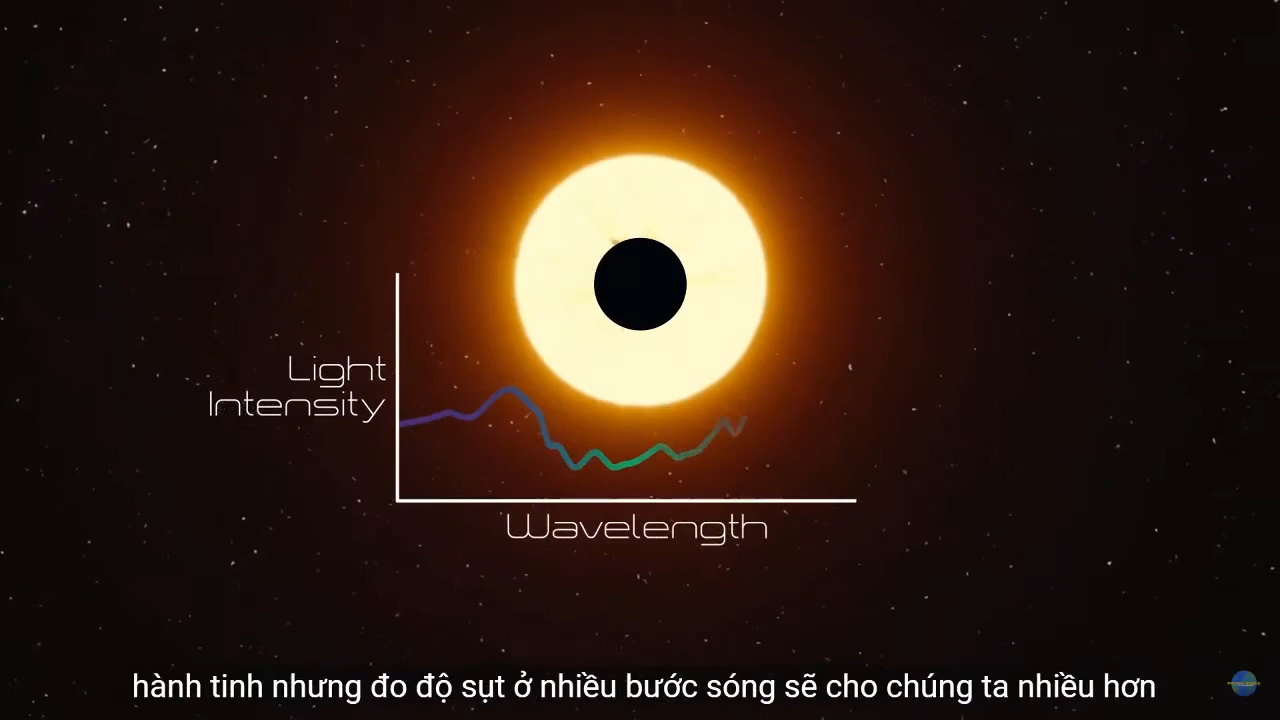 Light
Intensity
Wavelength
hành tinh nhưng đo độ sụt ở nhiều bước sóng sẽ cho chúng ta nhiều hơn